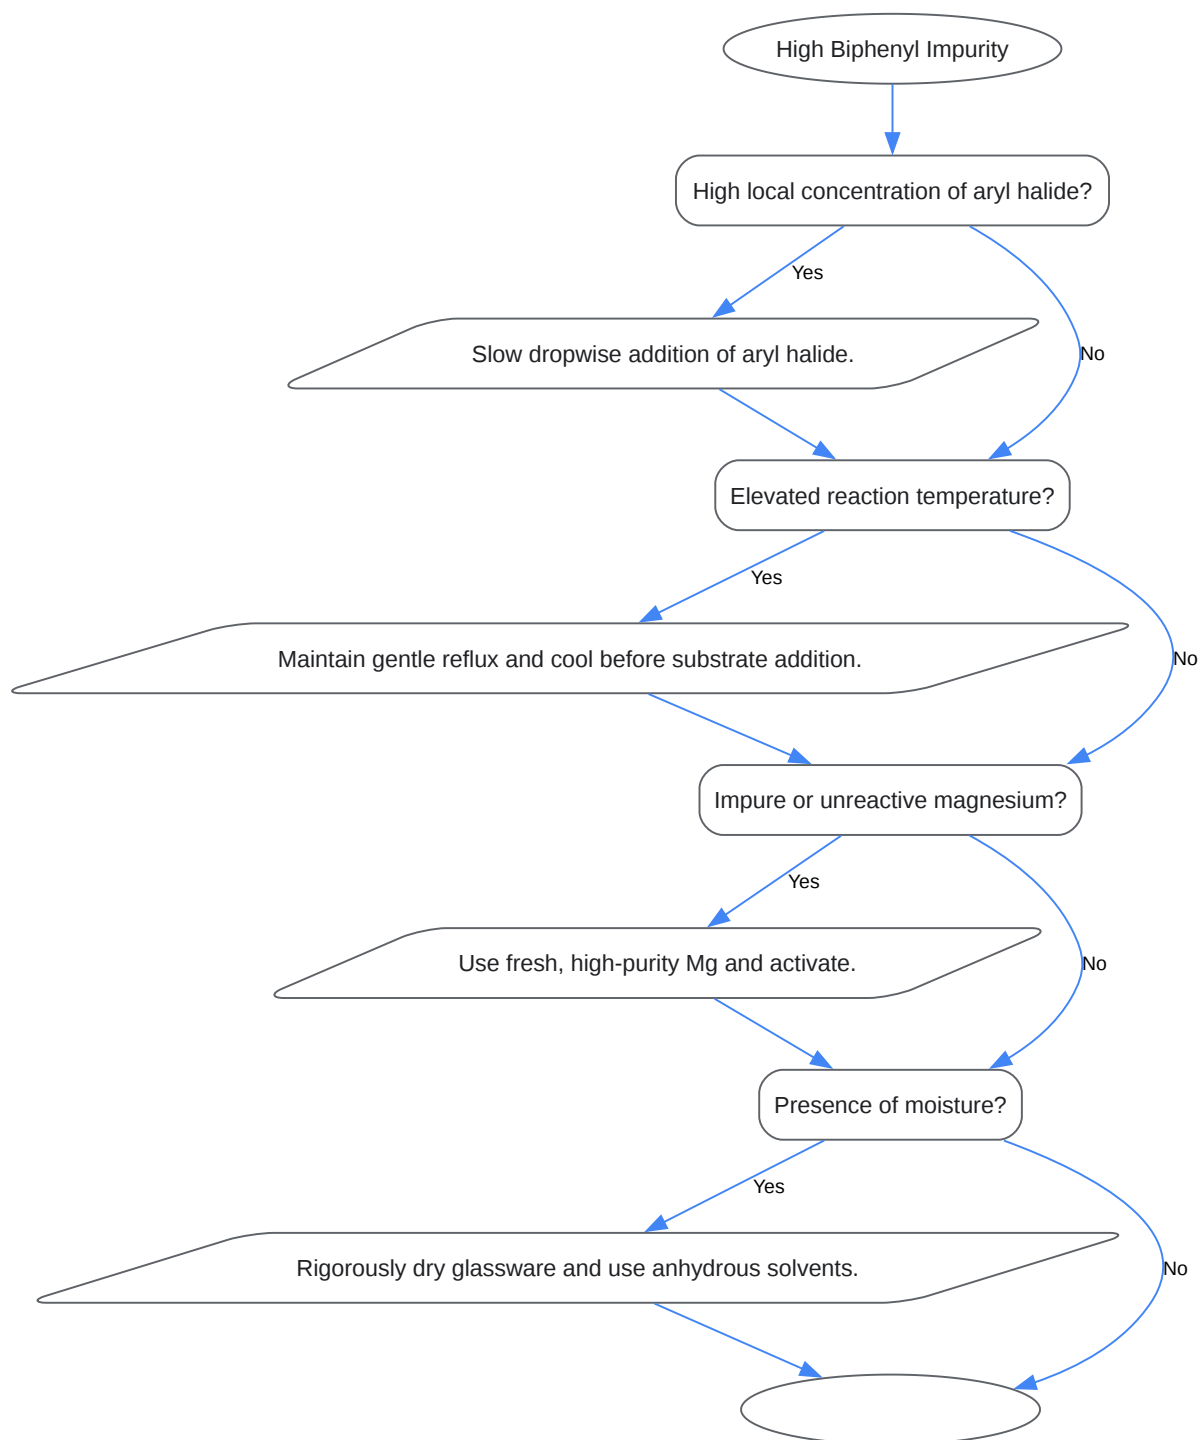 High Biphenyl Impurity
High local concentration of aryl halide?
Yes
Slow dropwise addition of aryl halide.
No
Elevated reaction temperature?
Yes
Maintain gentle reflux and cool before substrate addition.
No
Impure or unreactive magnesium?
Yes
Use fresh, high-purity Mg and activate.
No
Presence of moisture?
Yes
Rigorously dry glassware and use anhydrous solvents.
No